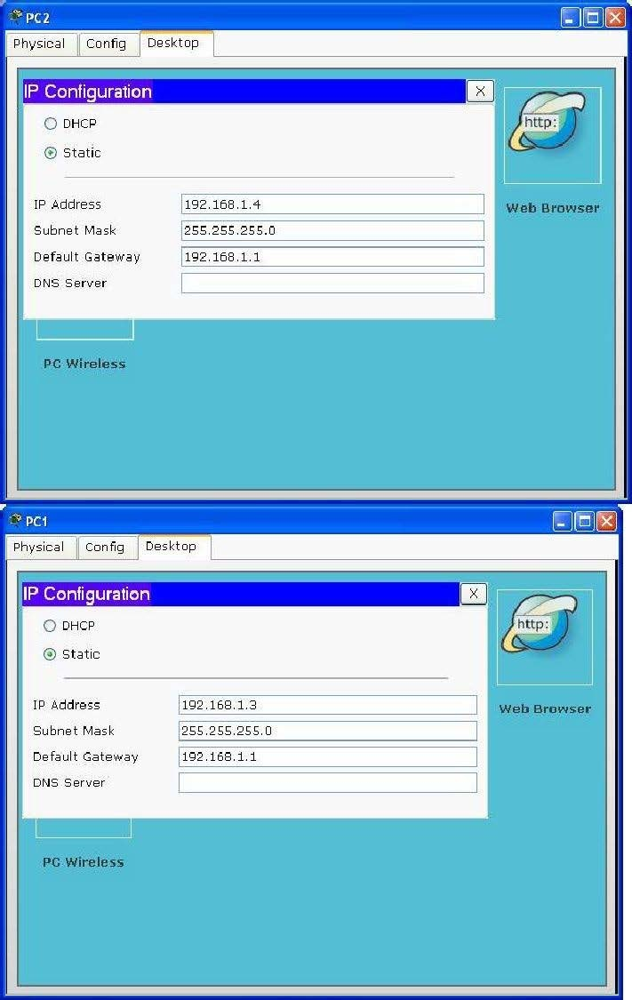 PC2
Physical Config Desktop
IP Configuration X
DHCP
Static
http:
IP Address 192.168.1.4
Web Browser
Subnet Mask 255.255.255.0
Default Gateway 192.168.1.1
DNS Server
PC Wireless
PC1
Physical Config Desktop
IP Configuration X
DHCP
http:
Static
IP Address 192.168.1.3
Web Browser
Subnet Mask 255.255.255.0
Default Gateway 192.168.1.1
DNS Server
PC Wireless